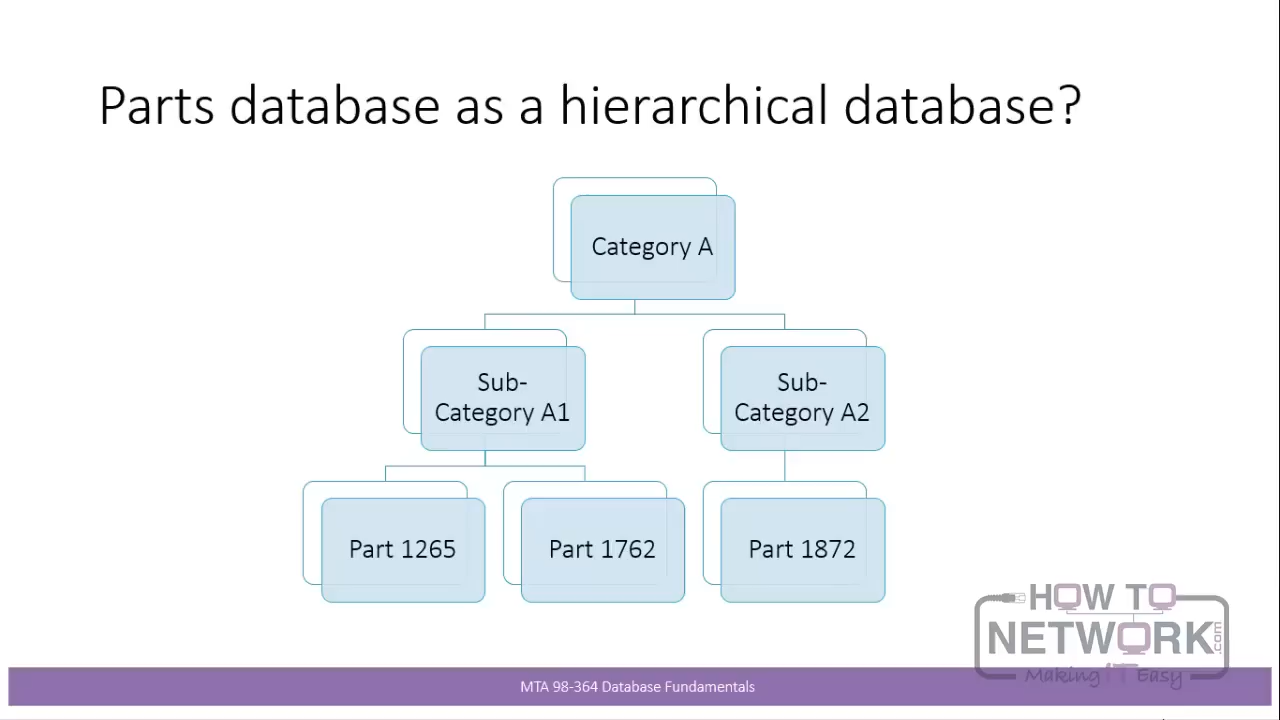 Parts database as a hierarchical database?
Category A
Sub-
Category A1
Sub-
Category A2
Part 1265
Part 1762
Part 1872
HOW TO
NETWORK.com
Making IT Easy
MTA 98-364 Database Fundamentals